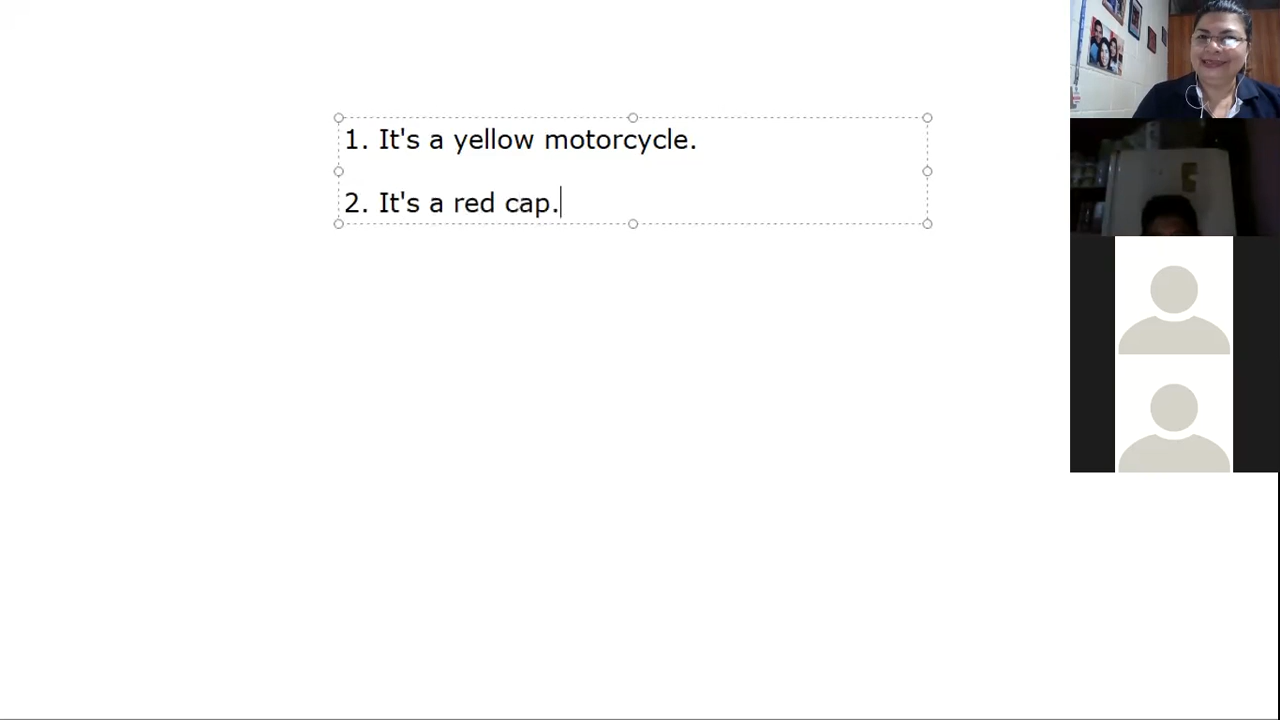 1. It's a yellow motorcycle.
2. It's a red cap.